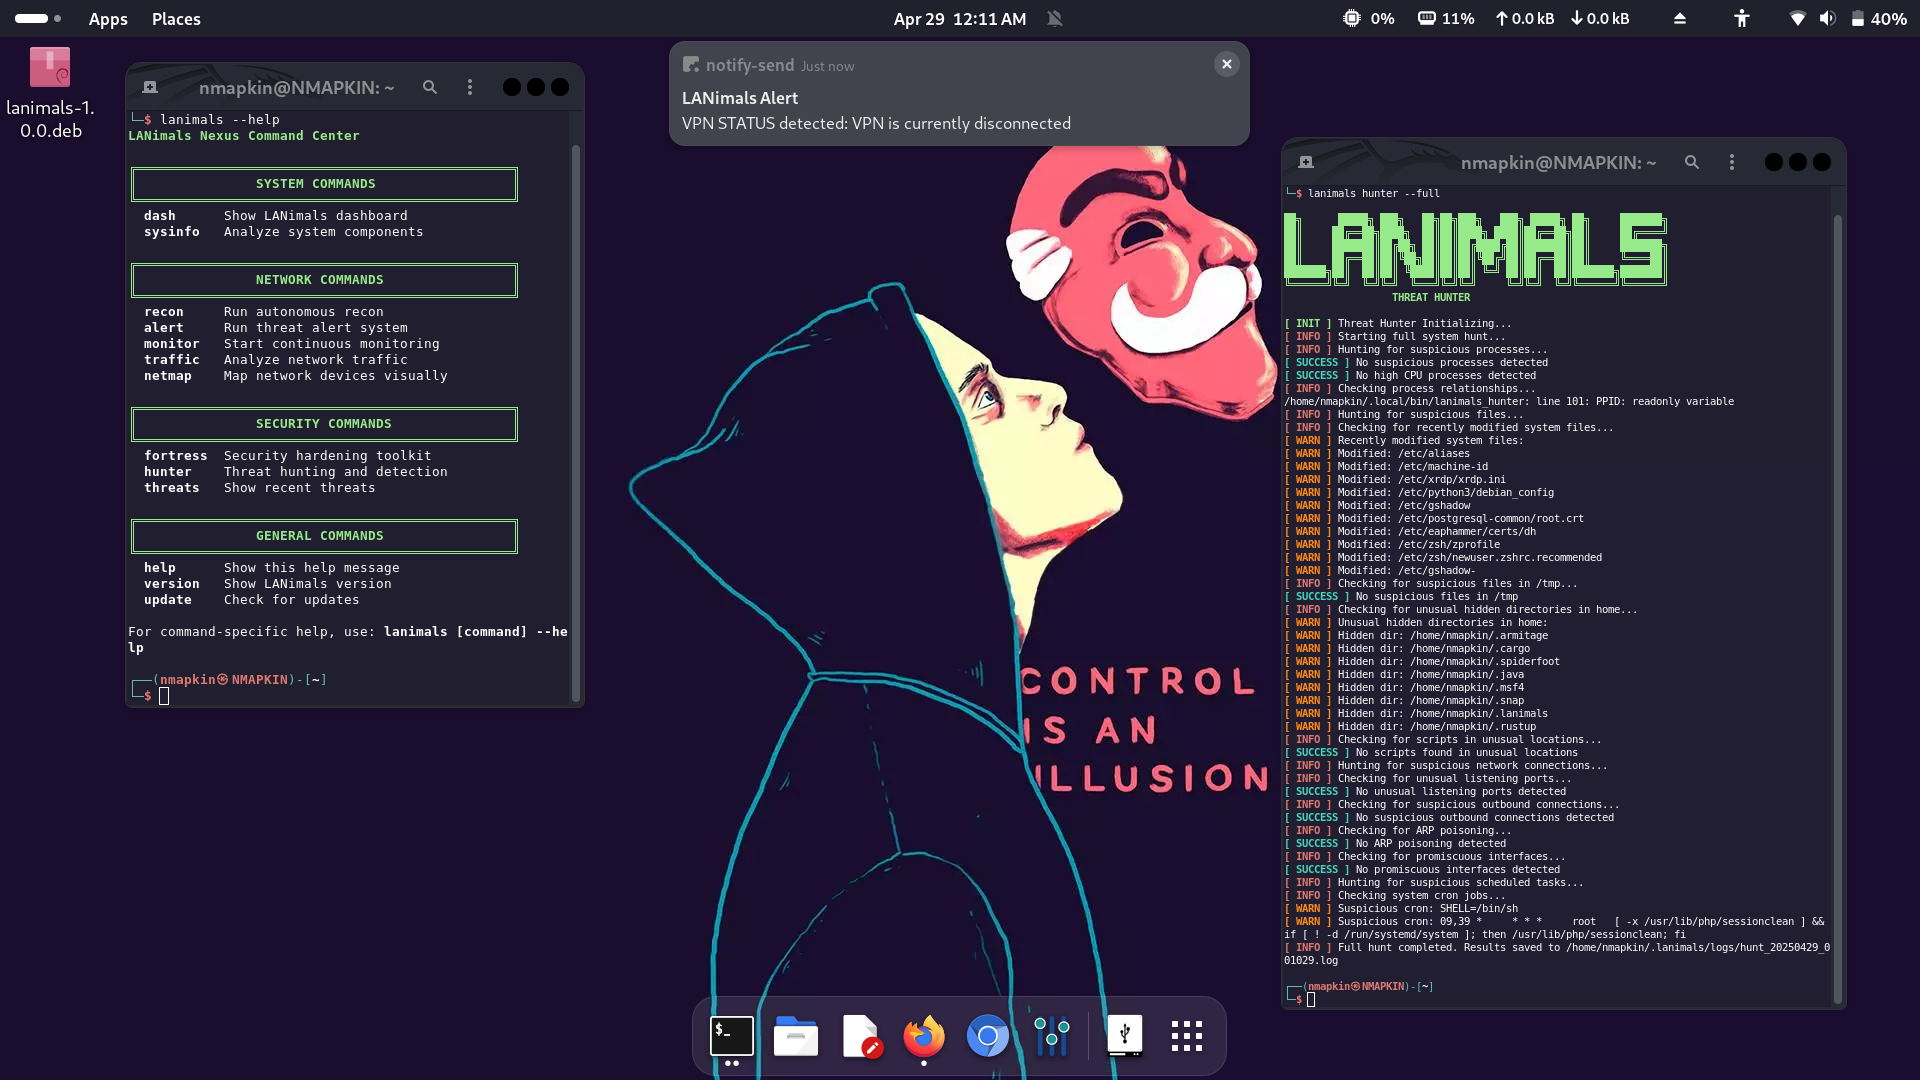 Apps Places Apr 29 12:11 AM 0% 11% 0.0 kB 0.0 kB 40%
lanimals-1.
0.0.deb
nmapkin@NMAPKIN: ~
└─$ lanimals --help
LANimals Nexus Command Center
SYSTEM COMMANDS
dash Show LANimals dashboard
sysinfo Analyze system components
NETWORK COMMANDS
recon Run autonomous recon
alert Run threat alert system
monitor Start continuous monitoring
traffic Analyze network traffic
netmap Map network devices visually
SECURITY COMMANDS
fortress Security hardening toolkit
hunter Threat hunting and detection
threats Show recent threats
GENERAL COMMANDS
help Show this help message
version Show LANimals version
update Check for updates
For command-specific help, use: lanimals [command] --he
lp
┌──(nmapkin㉿NMAPKIN)-[~]
└─$
notify-send Just now
LANimals Alert
VPN STATUS detected: VPN is currently disconnected
CONTROL
IS AN
ILLUSION
nmapkin@NMAPKIN: ~
└─$ lanimals hunter --full
LANIMALS
THREAT HUNTER
[ INIT ] Threat Hunter Initializing...
[ INFO ] Starting full system hunt...
[ INFO ] Hunting for suspicious processes...
[ SUCCESS ] No suspicious processes detected
[ SUCCESS ] No high CPU processes detected
[ INFO ] Checking process relationships...
/home/nmapkin/.local/bin/lanimals_hunter: line 101: PPID: readonly variable
[ INFO ] Hunting for suspicious files...
[ INFO ] Checking for recently modified system files...
[ WARN ] Recently modified system files:
[ WARN ] Modified: /etc/aliases
[ WARN ] Modified: /etc/machine-id
[ WARN ] Modified: /etc/xrdp/xrdp.ini
[ WARN ] Modified: /etc/python3/debian_config
[ WARN ] Modified: /etc/gshadow
[ WARN ] Modified: /etc/postgresql-common/root.crt
[ WARN ] Modified: /etc/eaphammer/certs/dh
[ WARN ] Modified: /etc/zsh/zprofile
[ WARN ] Modified: /etc/zsh/newuser.zshrc.recommended
[ WARN ] Modified: /etc/gshadow-
[ INFO ] Checking for suspicious files in /tmp...
[ SUCCESS ] No suspicious files in /tmp
[ INFO ] Checking for unusual hidden directories in home...
[ WARN ] Unusual hidden directories in home:
[ WARN ] Hidden dir: /home/nmapkin/.armitage
[ WARN ] Hidden dir: /home/nmapkin/.cargo
[ WARN ] Hidden dir: /home/nmapkin/.spiderfoot
[ WARN ] Hidden dir: /home/nmapkin/.java
[ WARN ] Hidden dir: /home/nmapkin/.msf4
[ WARN ] Hidden dir: /home/nmapkin/.snap
[ WARN ] Hidden dir: /home/nmapkin/.lanimals
[ WARN ] Hidden dir: /home/nmapkin/.rustup
[ INFO ] Checking for scripts in unusual locations...
[ SUCCESS ] No scripts found in unusual locations
[ INFO ] Hunting for suspicious network connections...
[ INFO ] Checking for unusual listening ports...
[ SUCCESS ] No unusual listening ports detected
[ INFO ] Checking for suspicious outbound connections...
[ SUCCESS ] No suspicious outbound connections detected
[ INFO ] Checking for ARP poisoning...
[ SUCCESS ] No ARP poisoning detected
[ INFO ] Checking for promiscuous interfaces...
[ SUCCESS ] No promiscuous interfaces detected
[ INFO ] Hunting for suspicious scheduled tasks...
[ INFO ] Checking system cron jobs...
[ WARN ] Suspicious cron: SHELL=/bin/sh
[ WARN ] Suspicious cron: 09,39 * * * * root [ -x /usr/lib/php/sessionclean ] &&
if [ ! -d /run/systemd/system ]; then /usr/lib/php/sessionclean; fi
[ INFO ] Full hunt completed. Results saved to /home/nmapkin/.lanimals/logs/hunt_20250429_0
01029.log
┌──(nmapkin㉿NMAPKIN)-[~]
└─$
$_